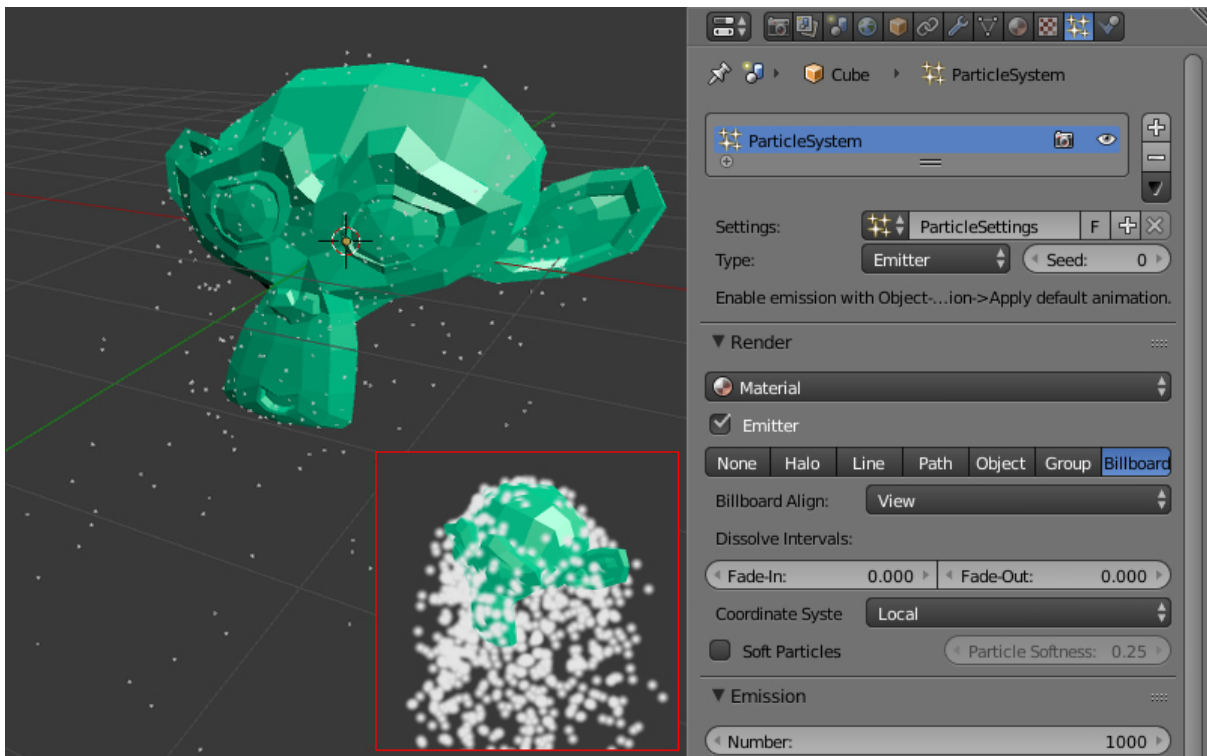 Cube ParticleSystem
ParticleSystem
Settings: ParticleSettings F
Type: Emitter Seed: 0
Enable emission with Object-...ion->Apply default animation.
Render
Material
Emitter
None Halo Line Path Object Group Billboard
Billboard Align: View
Dissolve Intervals:
Fade-In: 0.000 Fade-Out: 0.000
Coordinate Syste Local
Soft Particles Particle Softness: 0.25
Emission
Number: 1000